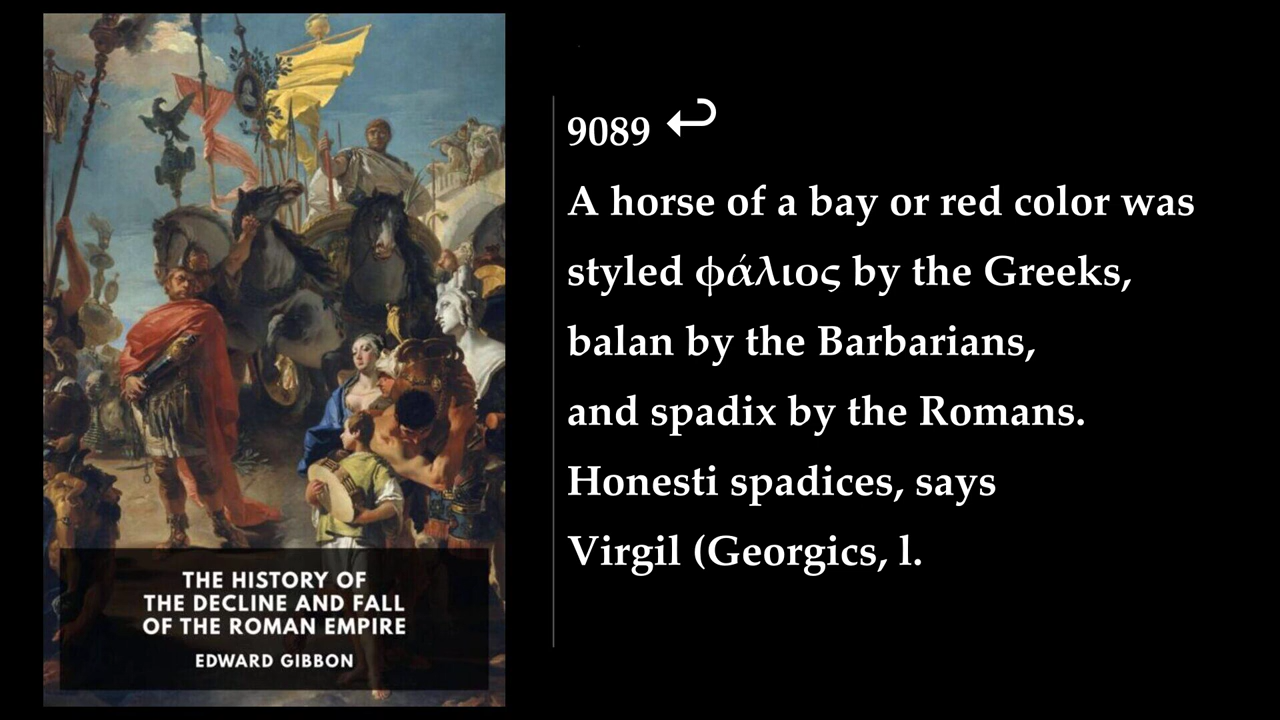 THE HISTORY OF
THE DECLINE AND FALL
OF THE ROMAN EMPIRE
EDWARD GIBBON
9089 ↩
A horse of a bay or red color was
styled φάλιος by the Greeks,
balan by the Barbarians,
and spadix by the Romans.
Honesti spadices, says
Virgil (Georgics, l.